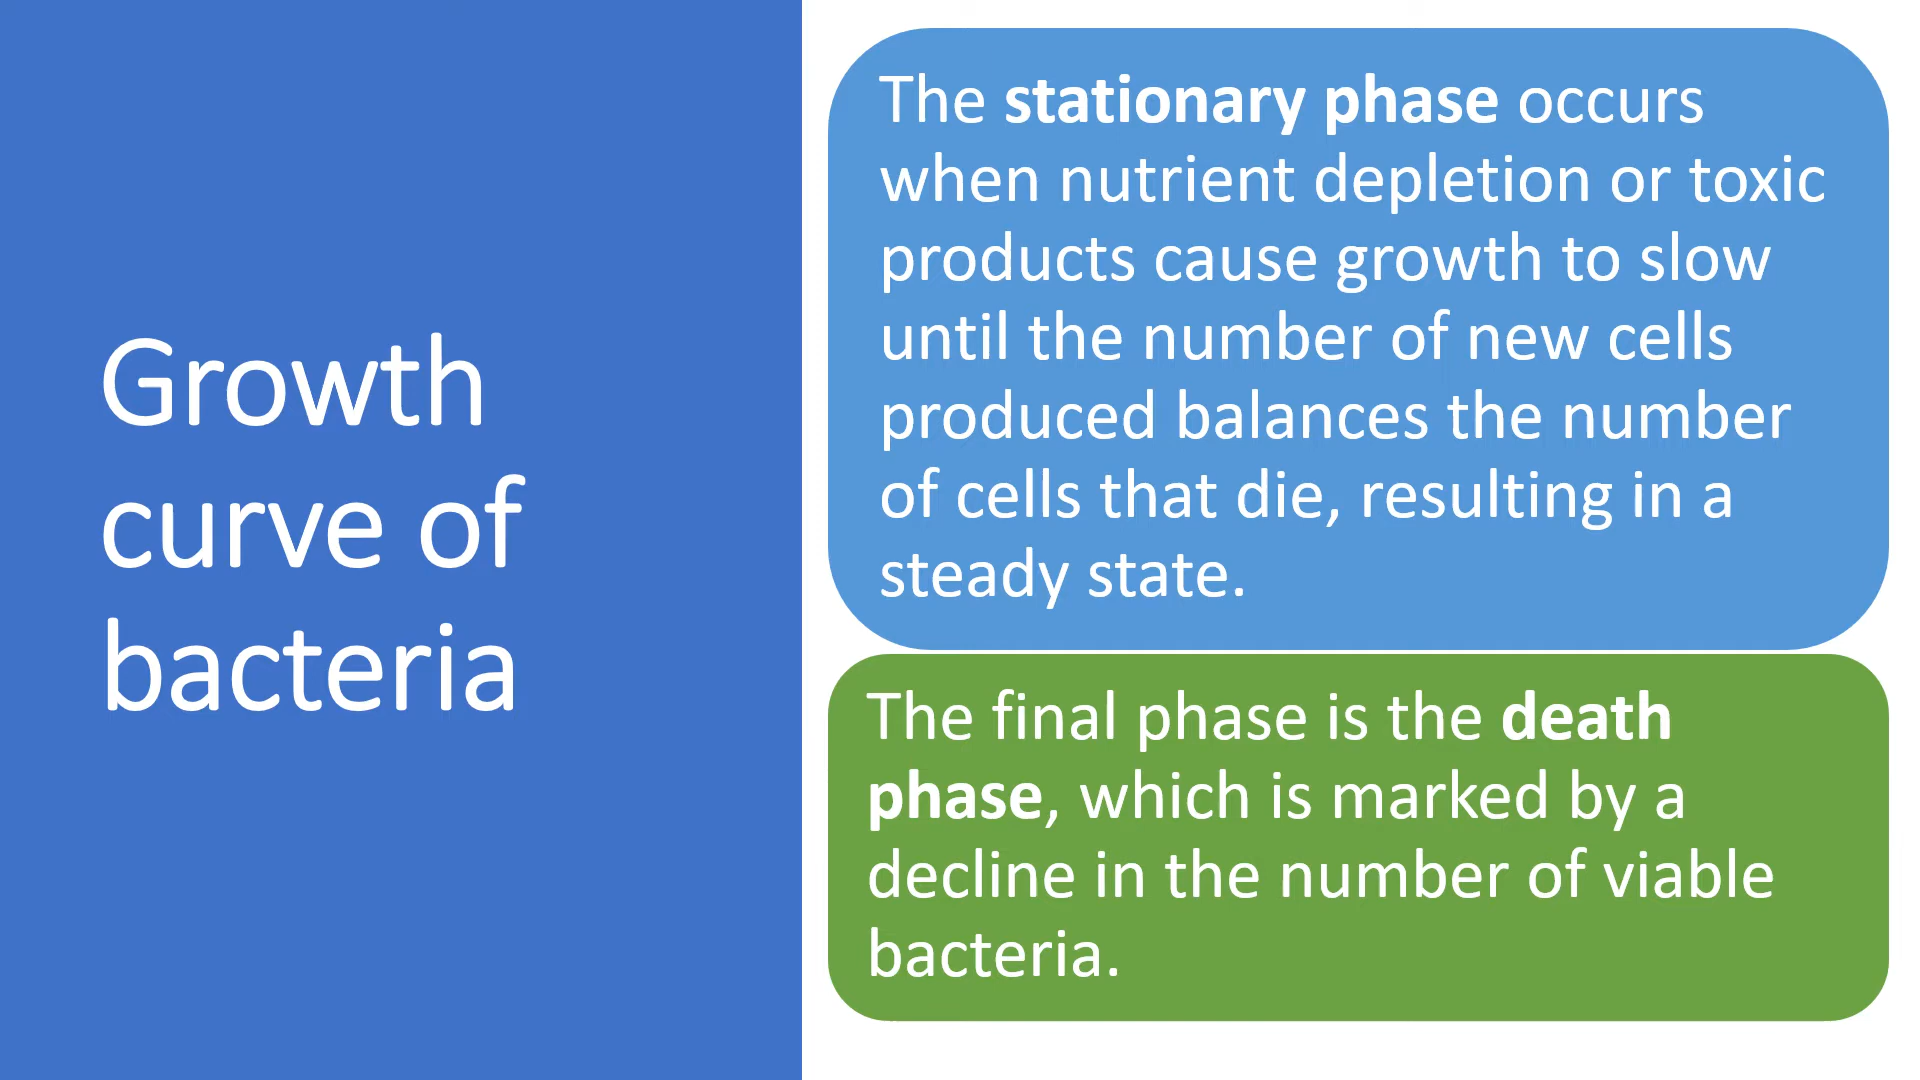 Growth
curve of
bacteria
The stationary phase occurs
when nutrient depletion or toxic
products cause growth to slow
until the number of new cells
produced balances the number
of cells that die, resulting in a
steady state.
The final phase is the death
phase, which is marked by a
decline in the number of viable
bacteria.